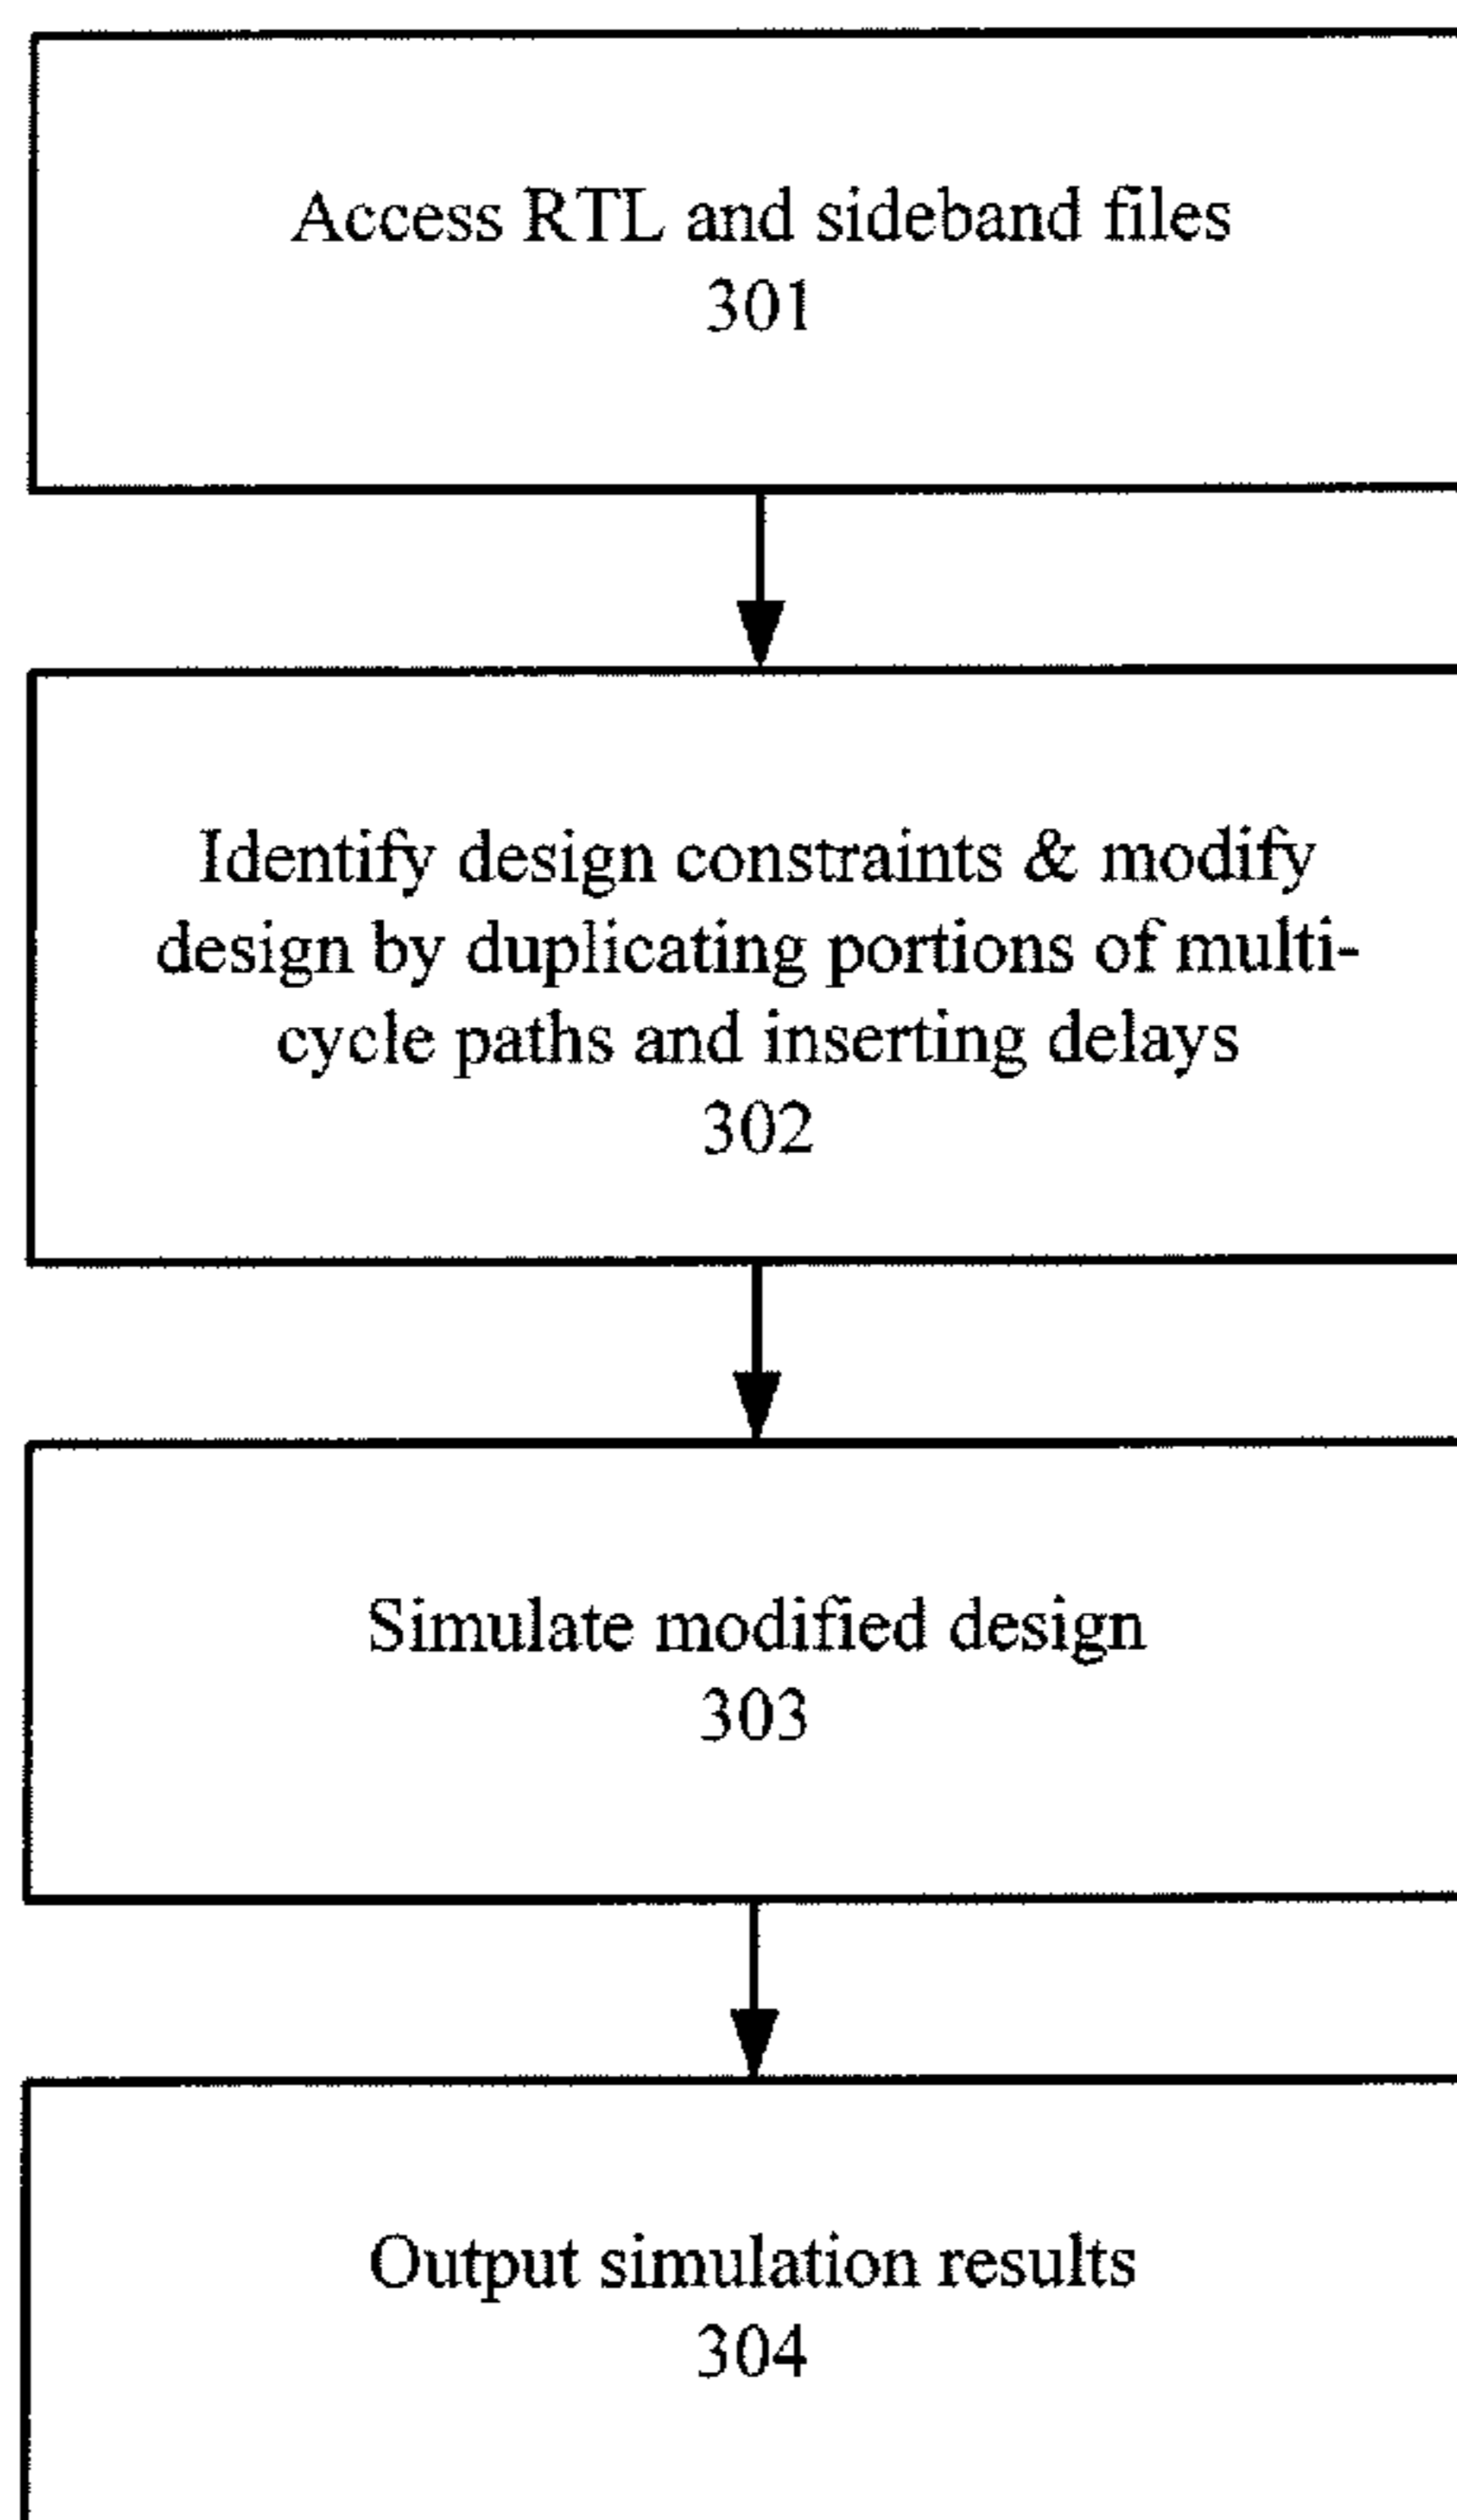 Access RTL and sideband files
301
Identify design constraints & modify
design by duplicating portions of multi-
cycle paths and inserting delays
302
Simulate modified design
303
Output simulation results
304